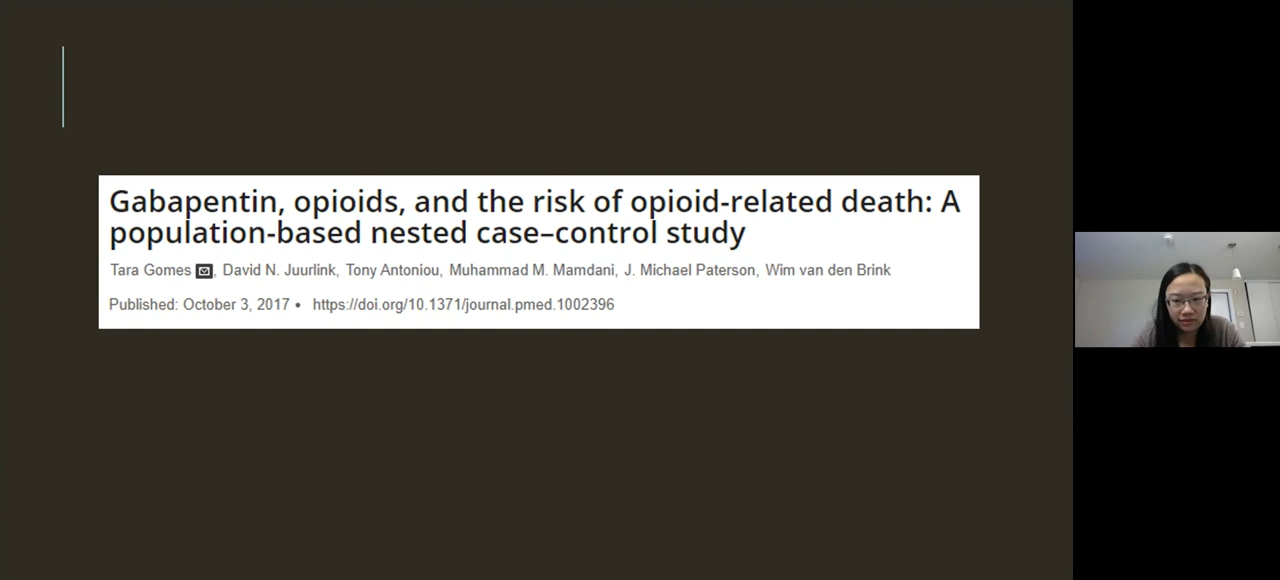 Gabapentin, opioids, and the risk of opioid-related death: A
population-based nested case–control study
Tara Gomes, David N. Juurlink, Tony Antoniou, Muhammad M. Mamdani, J. Michael Paterson, Wim van den Brink
Published: October 3, 2017 • https://doi.org/10.1371/journal.pmed.1002396